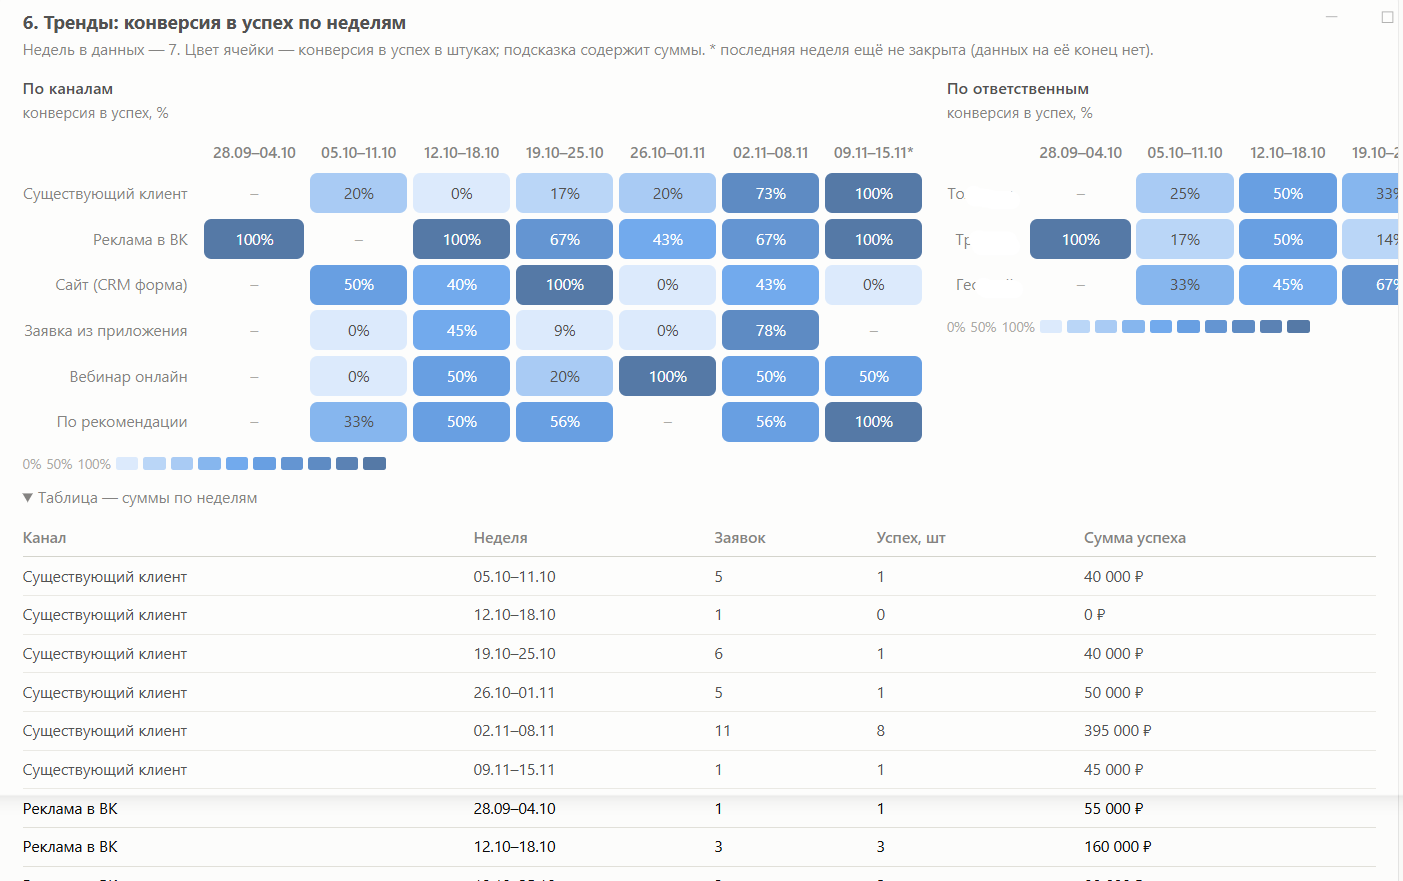 6. Тренды: конверсия в успех по неделям
Недель в данных — 7. Цвет ячейки — конверсия в успех в штуках; подсказка содержит суммы. * последняя неделя ещё не закрыта (данных на её конец нет).
По каналам
конверсия в успех, %
28.09–04.10 05.10–11.10 12.10–18.10 19.10–25.10 26.10–01.11 02.11–08.11 09.11–15.11*
Существующий клиент – 20% 0% 17% 20% 73% 100%
Реклама в ВК 100% – 100% 67% 43% 67% 100%
Сайт (CRM форма) – 50% 40% 100% 0% 43% 0%
Заявка из приложения – 0% 45% 9% 0% 78% –
Вебинар онлайн – 0% 50% 20% 100% 50% 50%
По рекомендации – 33% 50% 56% – 56% 100%
0% 50% 100%
По ответственным
конверсия в успех, %
28.09–04.10 05.10–11.10 12.10–18.10
– 25% 50% 33%
100% 17% 50% 14%
– 33% 45% 67%
0% 50% 100%
▼ Таблица — суммы по неделям
Канал Неделя Заявок Успех, шт Сумма успеха
Существующий клиент 05.10–11.10 5 1 40 000 ₽
Существующий клиент 12.10–18.10 1 0 0 ₽
Существующий клиент 19.10–25.10 6 1 40 000 ₽
Существующий клиент 26.10–01.11 5 1 50 000 ₽
Существующий клиент 02.11–08.11 11 8 395 000 ₽
Существующий клиент 09.11–15.11 1 1 45 000 ₽
Реклама в ВК 28.09–04.10 1 1 55 000 ₽
Реклама в ВК 12.10–18.10 3 3 160 000 ₽